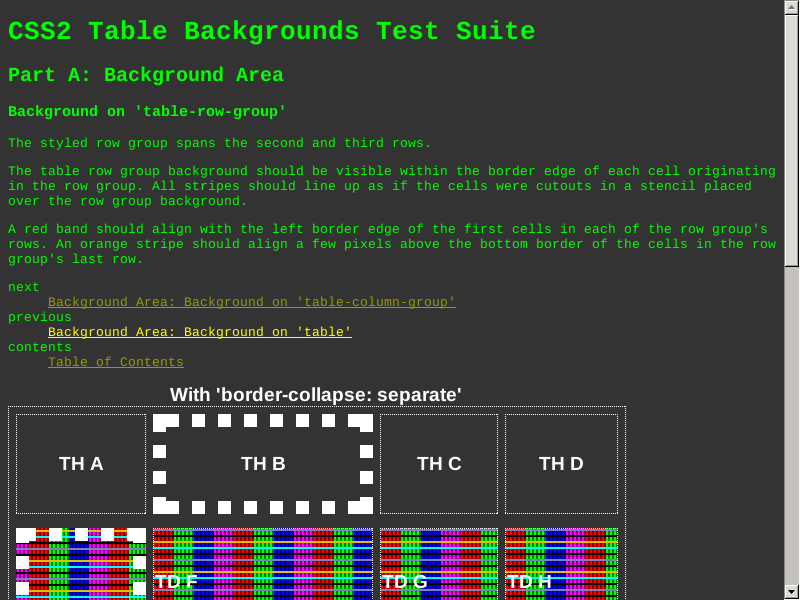 CSS2 Table Backgrounds Test Suite
Part A: Background Area
Background on 'table-row-group'
The styled row group spans the second and third rows.
The table row group background should be visible within the border edge of each cell originating
in the row group. All stripes should line up as if the cells were cutouts in a stencil placed
over the row group background.
A red band should align with the left border edge of the first cells in each of the row group's
rows. An orange stripe should align a few pixels above the bottom border of the cells in the row
group's last row.
next
Background Area: Background on 'table-column-group'
previous
Background Area: Background on 'table'
contents
Table of Contents
With 'border-collapse: separate'
TH A TH B TH C TH D
TD F TD G TD H